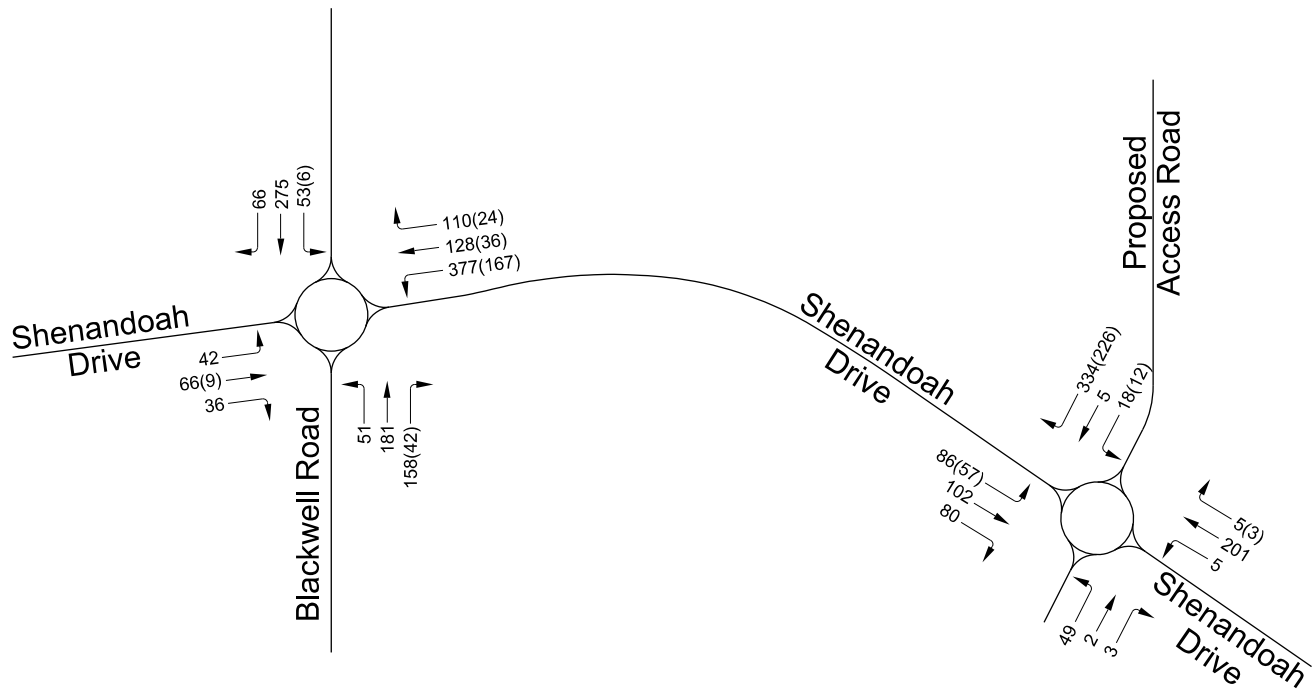 66
275
53(6)
110(24)
128(36)
377(167)
Shenandoah
Drive
42
66(9)
36
51
181
158(42)
Blackwell Road
Shenandoah
Drive
Proposed
Access Road
334(226)
5
18(12)
86(57)
102
80
5(3)
201
5
49
2
3
Shenandoah
Drive